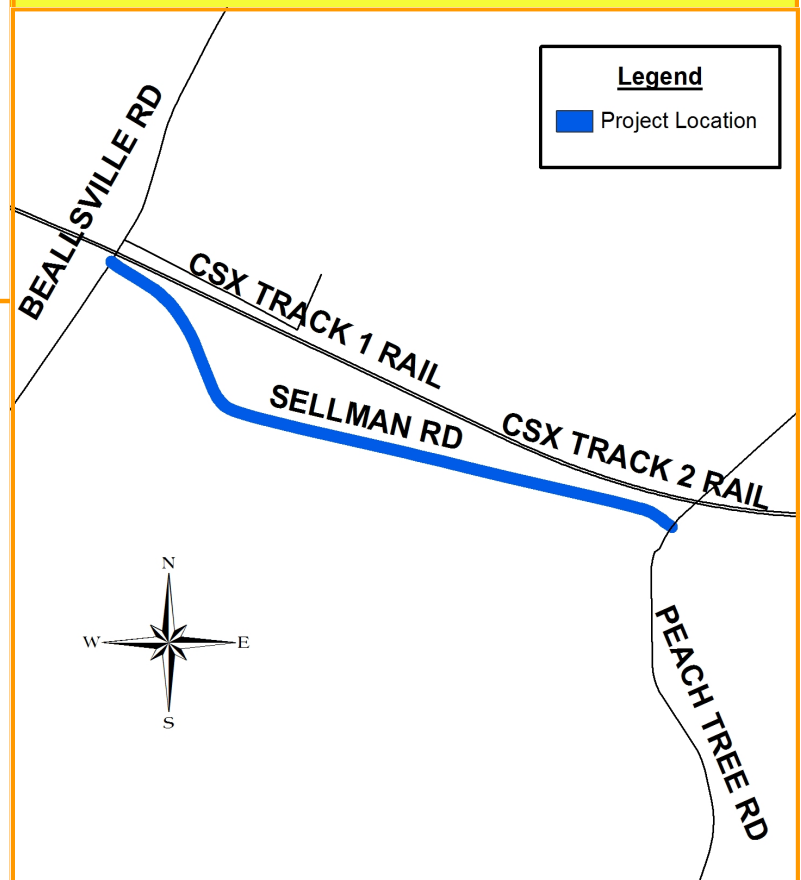 Legend
Project Location
BEALLSVILLE RD
CSX TRACK 1 RAIL
SELLMAN RD
CSX TRACK 2 RAIL
N
W
E
S
PEACH TREE RD